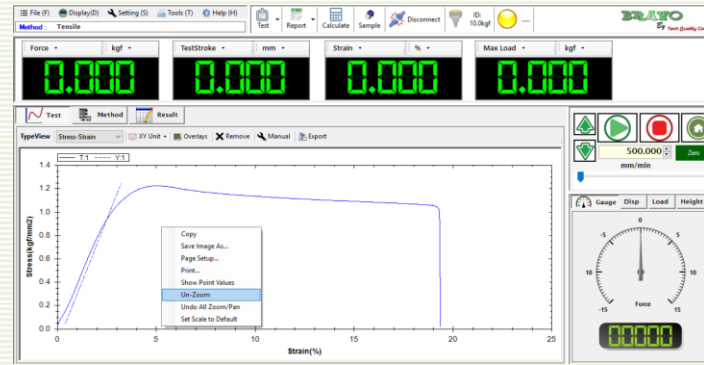 File (F) Display(D) Setting (S) Tools (T) Help (H)
Method : Tensile
Test Report Calculate Sample Disconnect ID: 10.0kgf --
BRAVO
By Tech Quality Co
Force kgf TestStroke mm Strain % Max Load kgf
0.000 0.000 0.000 0.000
Test Method Result
TypeView Stress-Strain XY Unit Overlays Remove Manual Export
T:1 Y:1
1.4
1.2
1.0
0.8
0.6
0.4
0.2
0.0
Stress(kgf/mm2)
0 5 10 15 20 25
Strain(%)
Copy
Save Image As...
Page Setup...
Print...
Show Point Values
Un-Zoom
Undo All Zoom/Pan
Set Scale to Default
500.000 Zero
mm/min
Gauge Disp Load Height
0
-5 5
10 10
-15 15
Force
00000